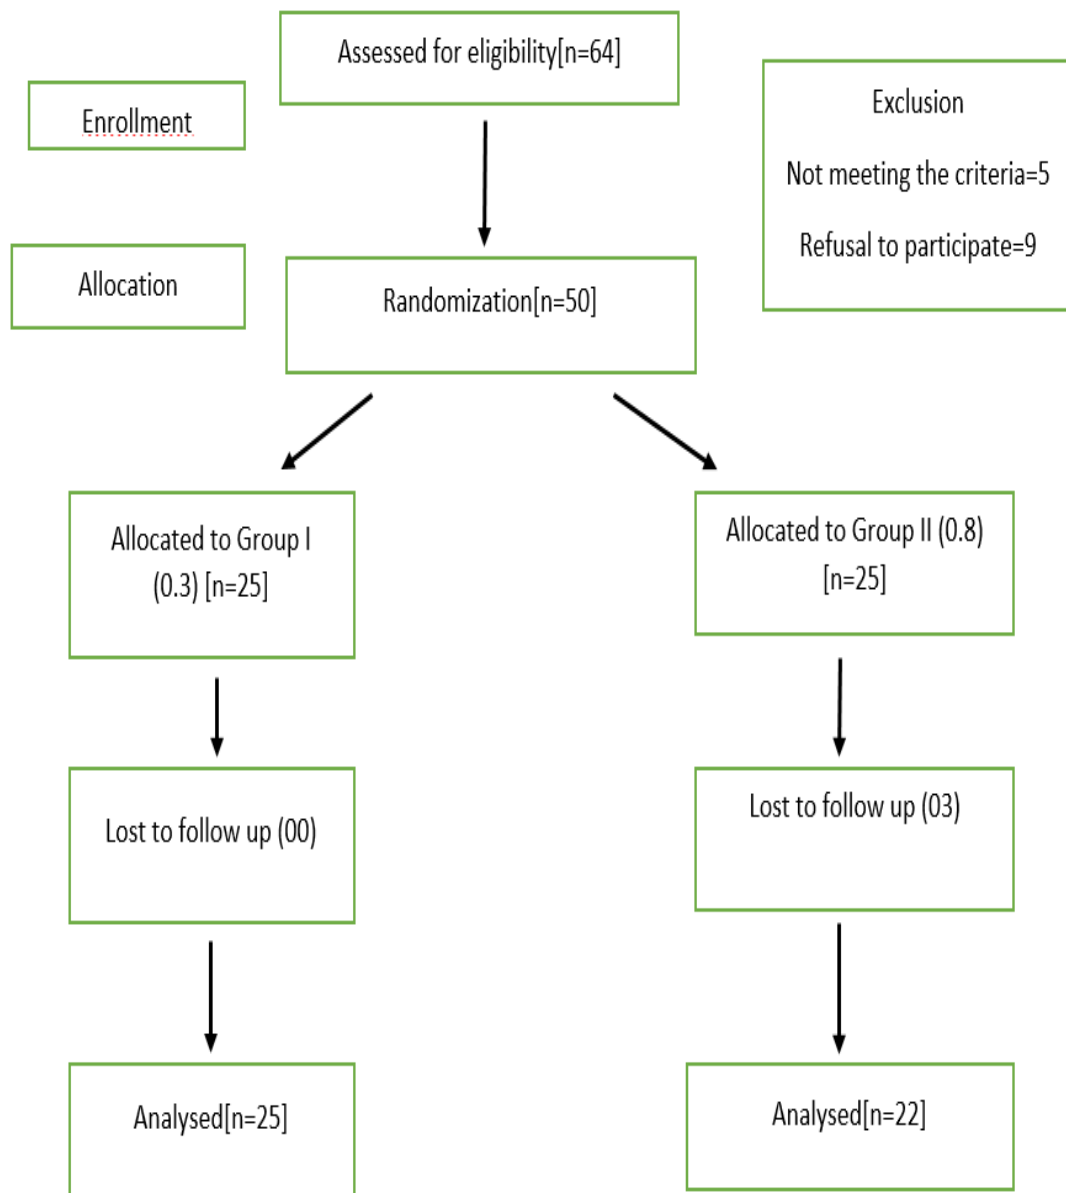 Assessed for eligibility[n=64]
Enrollment
Exclusion
Not meeting the criteria=5
Refusal to participate=9
Allocation
Randomization[n=50]
Allocated to Group I
(0.3) [n=25]
Allocated to Group II (0.8)
[n=25]
Lost to follow up (00)
Lost to follow up (03)
Analysed[n=25]
Analysed[n=22]